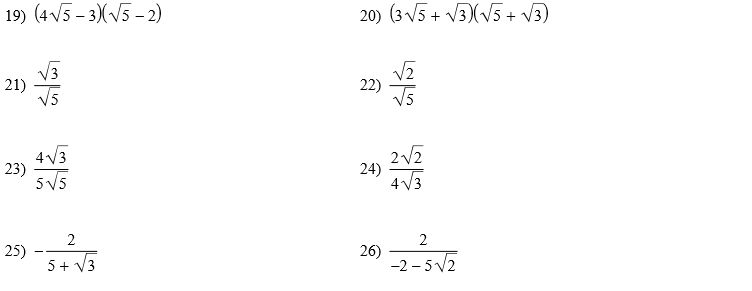 19) (4√5 − 3)(√5 − 2)
20) (3√5 + √3)(√5 + √3)
21) √3/√5
22) √2/√5
23) 4√3/5√5
24) 2√2/4√3
25) − 2/5 + √3
26) 2/−2 − 5√2